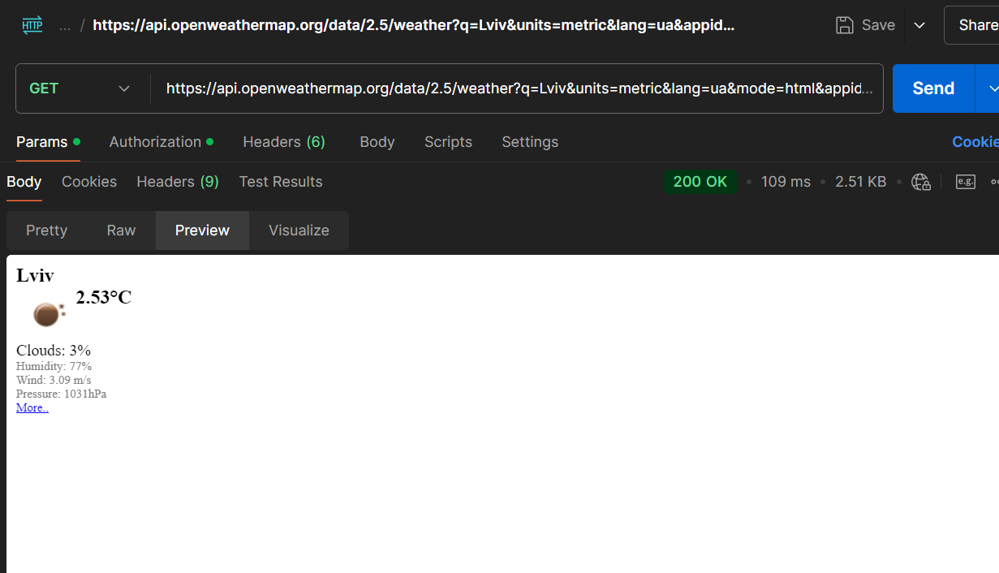 HTTP ... / https://api.openweathermap.org/data/2.5/weather?q=Lviv&units=metric&lang=ua&appid... Save Share
GET https://api.openweathermap.org/data/2.5/weather?q=Lviv&units=metric&lang=ua&mode=html&appid... Send
Params Authorization Headers (6) Body Scripts Settings Cookie
Body Cookies Headers (9) Test Results 200 OK • 109 ms • 2.51 KB • e.g.
Pretty Raw Preview Visualize
Lviv
2.53°C
Clouds: 3%
Humidity: 77%
Wind: 3.09 m/s
Pressure: 1031hPa
More..